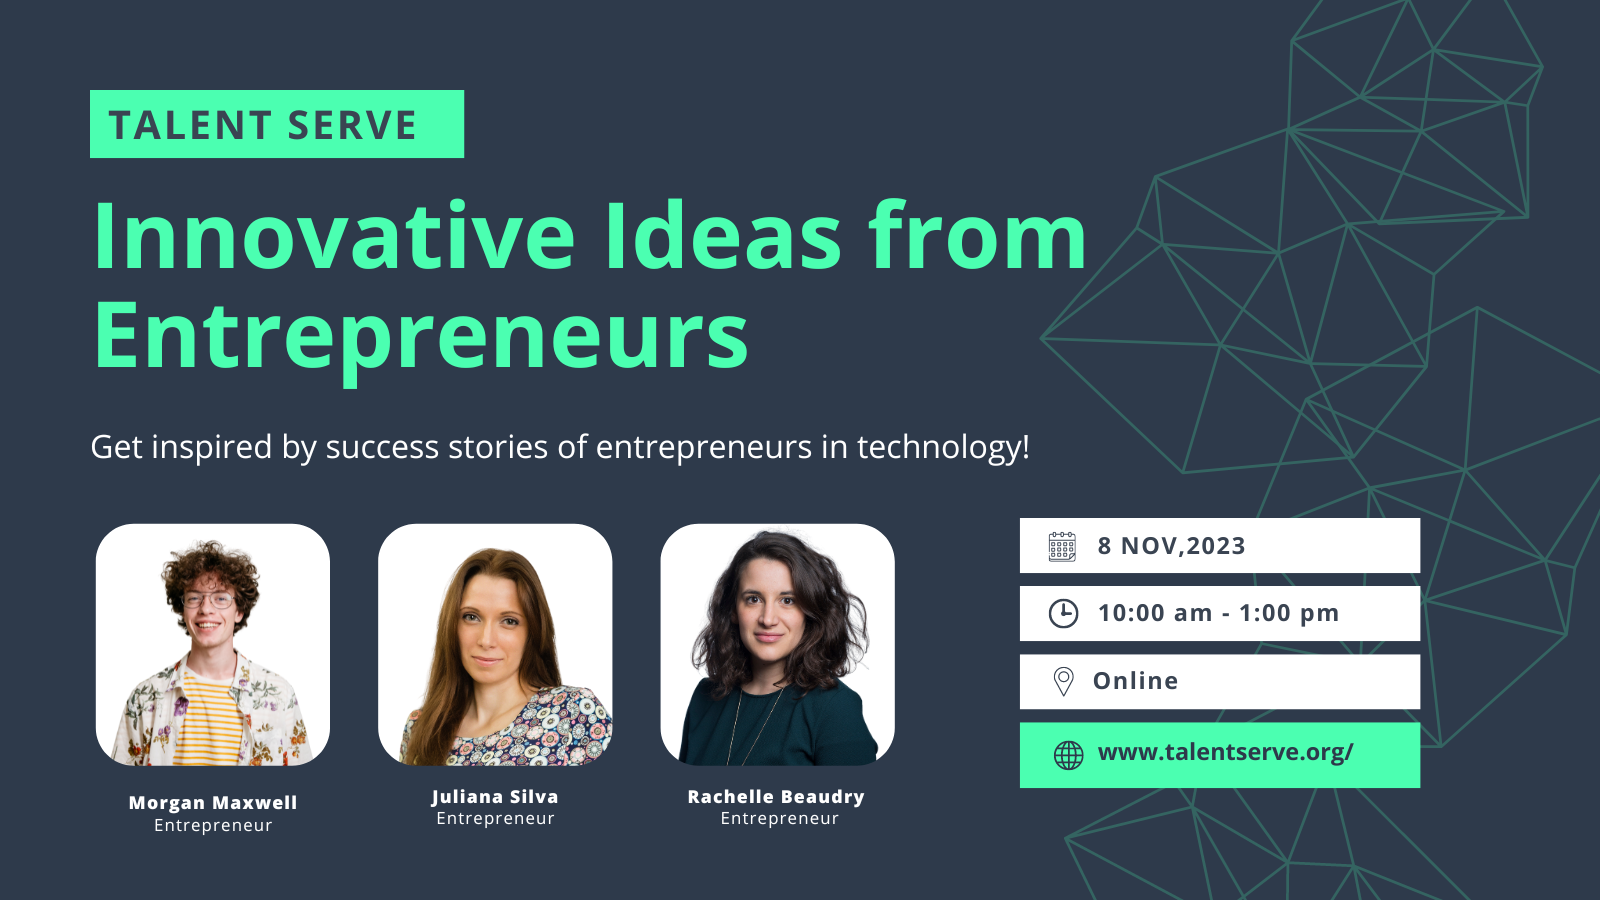 TALENT SERVE
Innovative Ideas from
Entrepreneurs
Get inspired by success stories of entrepreneurs in technology!
Morgan Maxwell
Entrepreneur
Juliana Silva
Entrepreneur
Rachelle Beaudry
Entrepreneur
8 NOV,2023
10:00 am - 1:00 pm
Online
www.talentserve.org/